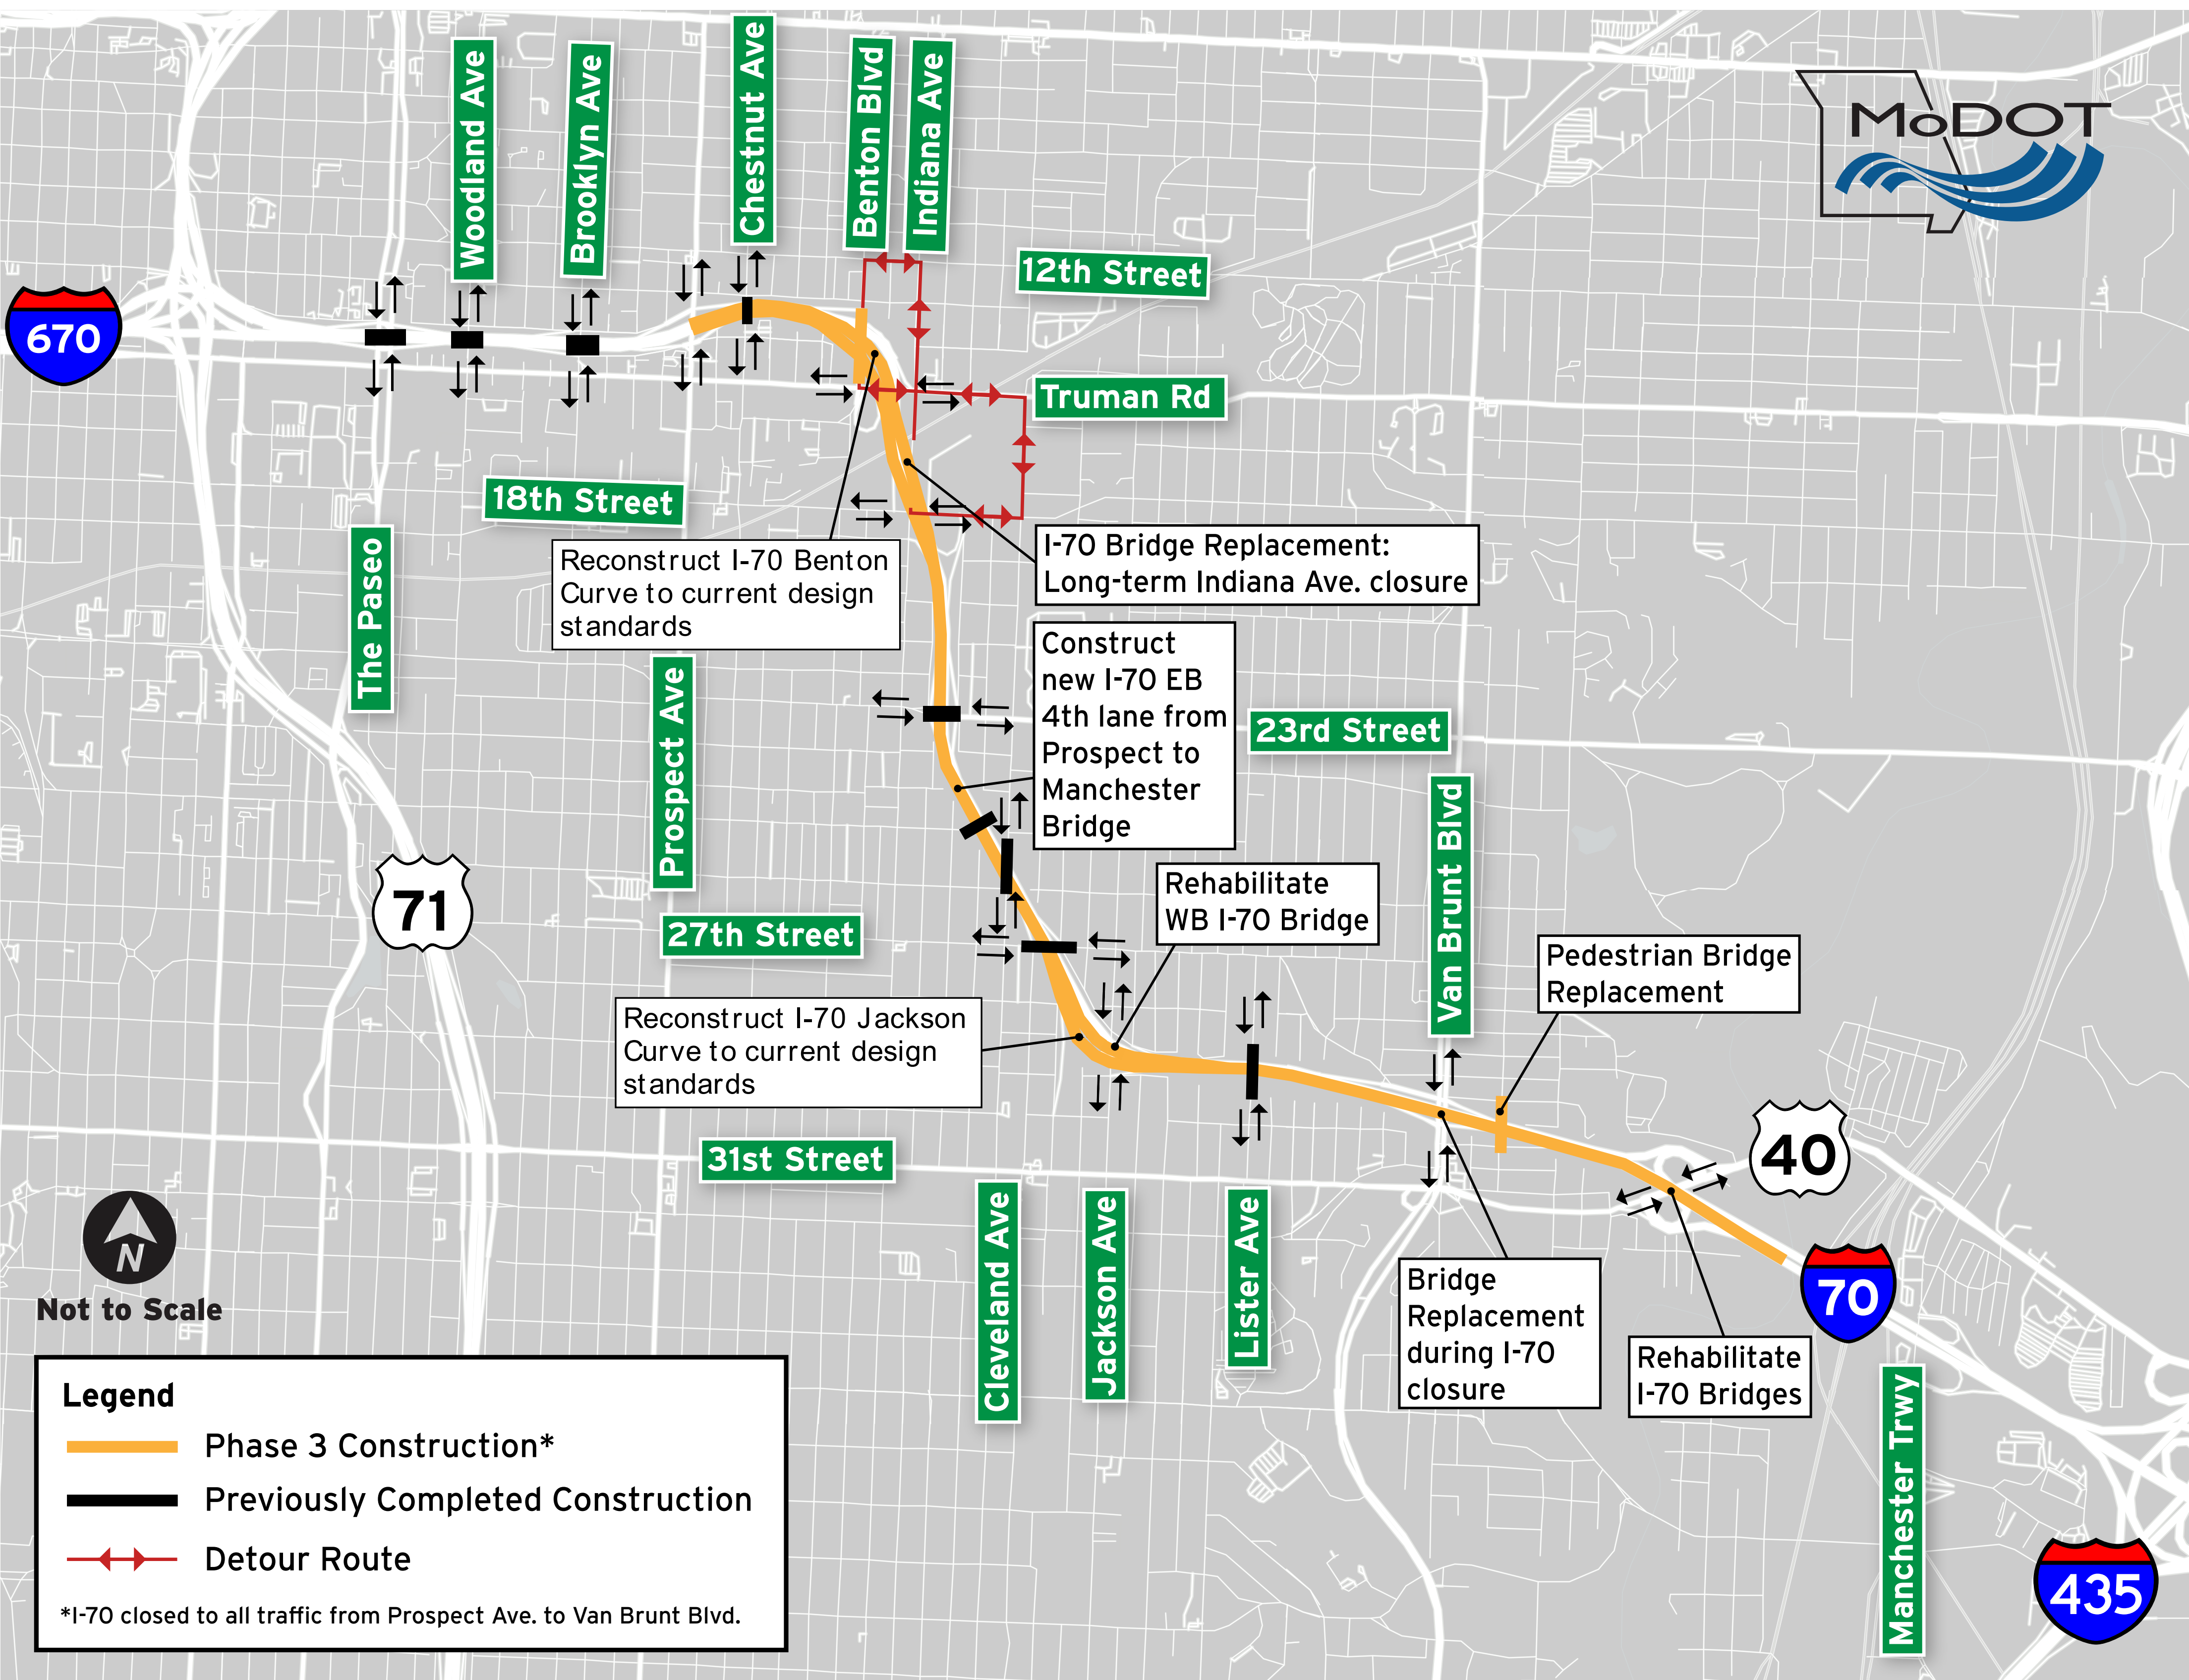 Woodland Ave
Brooklyn Ave
Chestnut Ave
Benton Blvd
Indiana Ave
MoDOT
12th Street
670
Truman Rd
18th Street
The Paseo
Reconstruct I-70 Benton
Curve to current design
standards
I-70 Bridge Replacement:
Long-term Indiana Ave. closure
Construct
new I-70 EB
4th lane from
Prospect to
Manchester
Bridge
23rd Street
Prospect Ave
Van Brunt Blvd
71
27th Street
Rehabilitate
WB I-70 Bridge
Pedestrian Bridge
Replacement
Reconstruct I-70 Jackson
Curve to current design
standards
31st Street
40
Cleveland Ave
Jackson Ave
Lister Ave
Bridge
Replacement
during I-70
closure
Rehabilitate
I-70 Bridges
70
Manchester Trwy
435
N
Not to Scale
Legend
Phase 3 Construction*
Previously Completed Construction
Detour Route
*I-70 closed to all traffic from Prospect Ave. to Van Brunt Blvd.